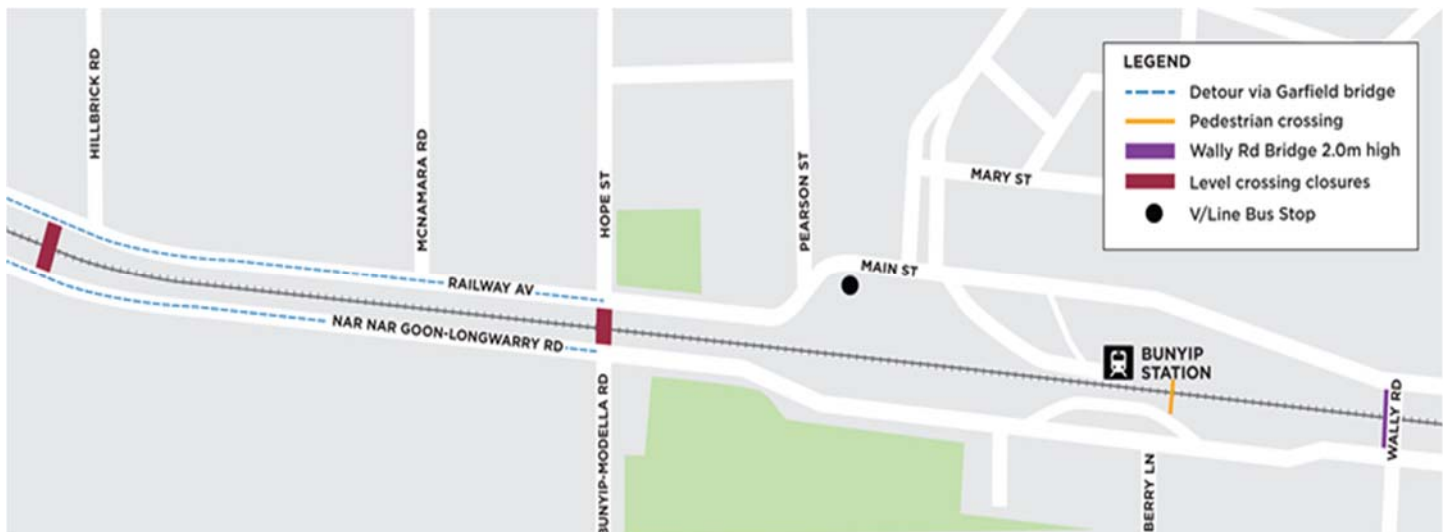 HILLBRICK RD
MCNAMARA RD
HOPE ST
PEARSON ST
MARY ST
LEGEND
Detour via Garfield bridge
Pedestrian crossing
Wally Rd Bridge 2.0m high
Level crossing closures
V/Line Bus Stop
MAIN ST
RAILWAY AV
NAR NAR GOON-LONGWARRY RD
BUNYIP
STATION
BUNYIP-MODELLA RD
BERRY LN
WALLY RD